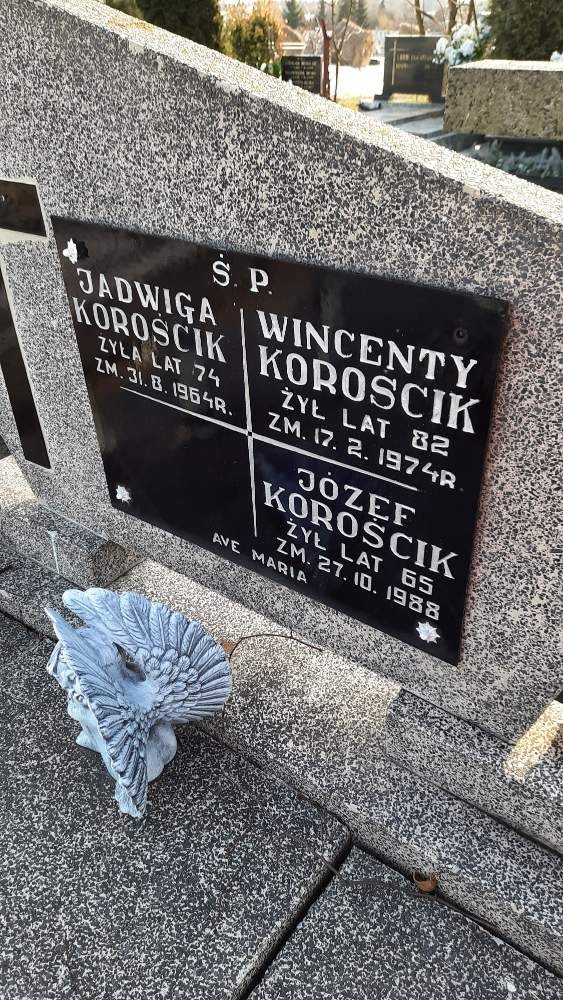 Ś. P.
JADWIGA
KOROŚCIK
ŻYŁA LAT 74
ZM. 31. 8. 1964R.
WINCENTY
KOROŚCIK
ŻYŁ LAT 82
ZM. 17. 2. 1974R.
JÓZEF
KOROŚCIK
ŻYŁ LAT 65
ZM. 27. 10. 1988
AVE MARIA